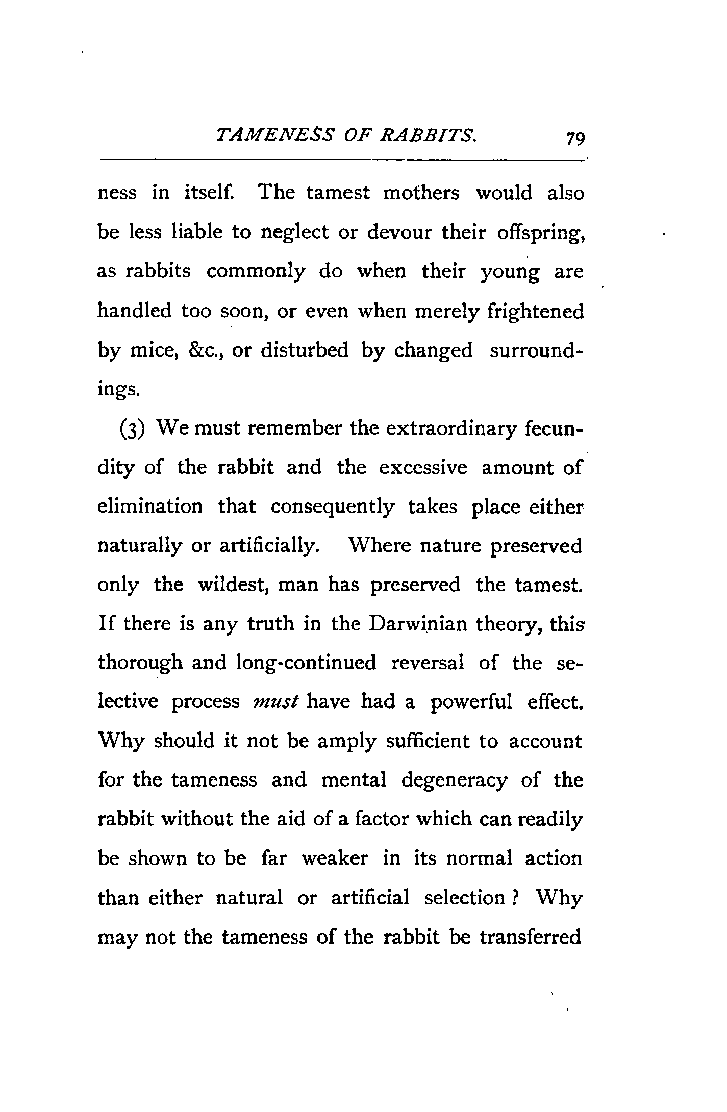 TAMENESS OF RABBITS. 79
ness in itself. The tamest mothers would also
be less liable to neglect or devour their offspring,
as rabbits commonly do when their young are
handled too soon, or even when merely frightened
by mice, &c., or disturbed by changed surround-
ings.
(3) We must remember the extraordinary fecun-
dity of the rabbit and the excessive amount of
elimination that consequently takes place either
naturally or artificially. Where nature preserved
only the wildest, man has preserved the tamest.
If there is any truth in the Darwinian theory, this
thorough and long-continued reversal of the se-
lective process must have had a powerful effect.
Why should it not be amply sufficient to account
for the tameness and mental degeneracy of the
rabbit without the aid of a factor which can readily
be shown to be far weaker in its normal action
than either natural or artificial selection? Why
may not the tameness of the rabbit be transferred